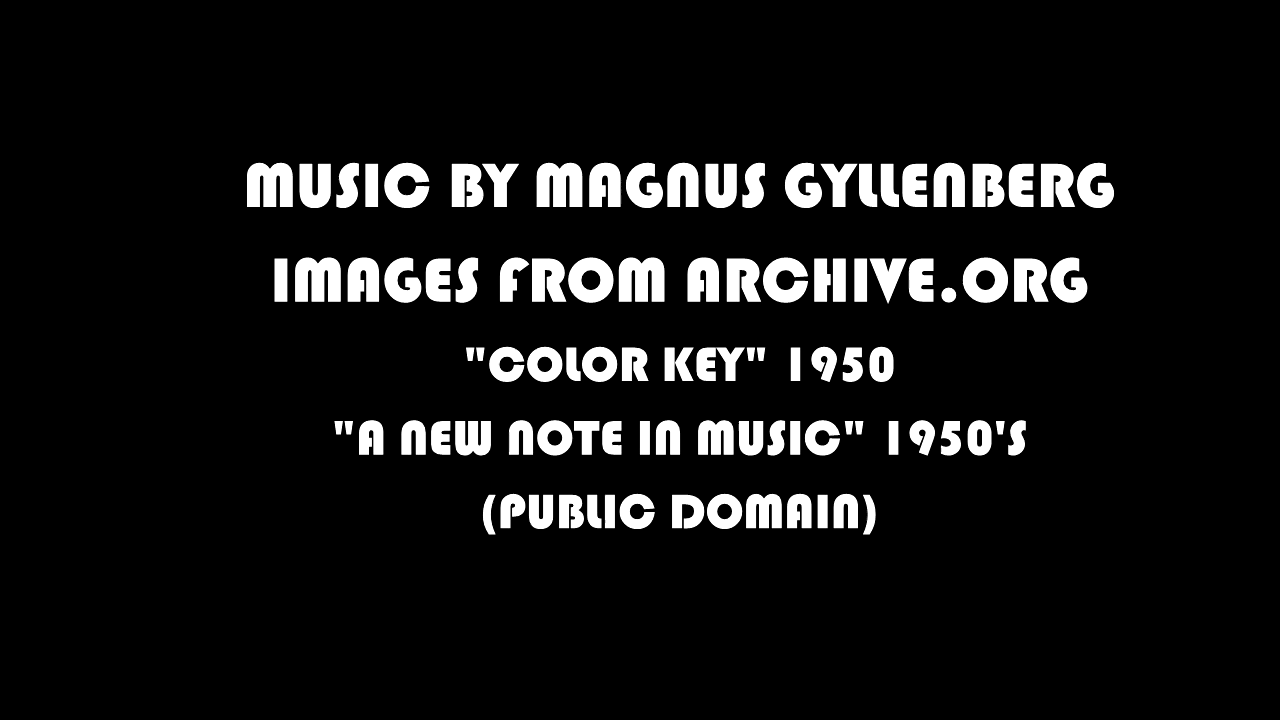 MUSIC BY MAGNUS GYLLENBERG
IMAGES FROM ARCHIVE.ORG
"COLOR KEY" 1950
"A NEW NOTE IN MUSIC" 1950'S
(PUBLIC DOMAIN)